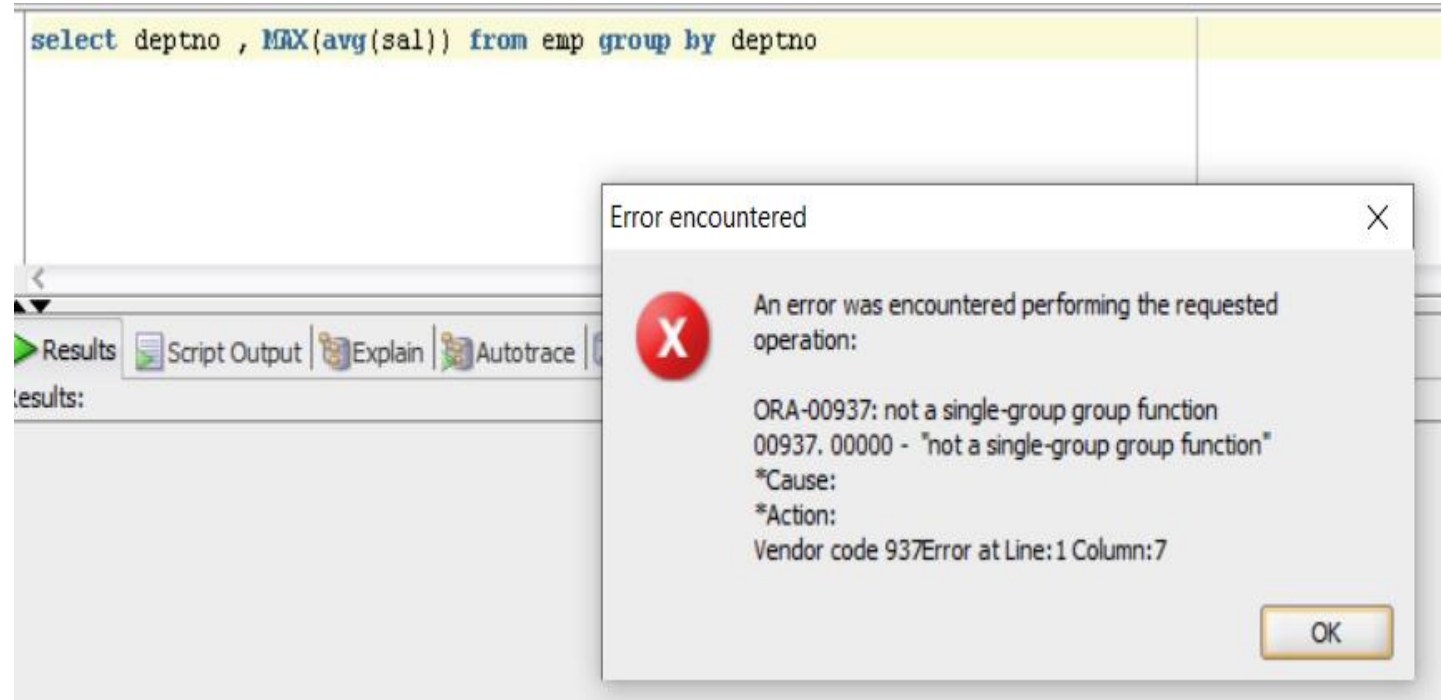 select deptno , MAX(avg(sal)) from emp group by deptno
Error encountered
An error was encountered performing the requested
operation:
ORA-00937: not a single-group group function
00937. 00000 - "not a single-group group function"
*Cause:
*Action:
Vendor code 937Error at Line:1 Column:7
OK
Results Script Output Explain Autotrace
esults: